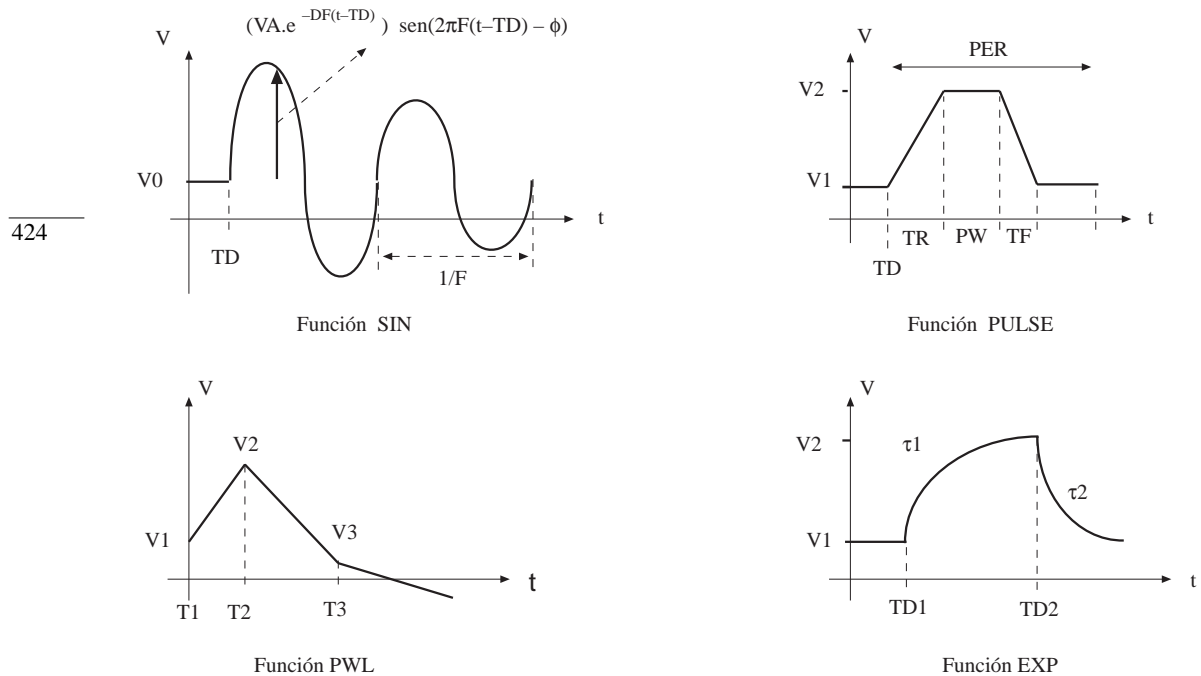 (VA.e –DF(t–TD) ) sen(2πF(t–TD) – ϕ)
V
V0
t
TD
1/F
Función SIN
424
V
PER
V2
V1
t
TR PW TF
TD
Función PULSE
V
V2
V1
V3
t
T1 T2 T3
Función PWL
V
V2
τ1
τ2
V1
t
TD1 TD2
Función EXP